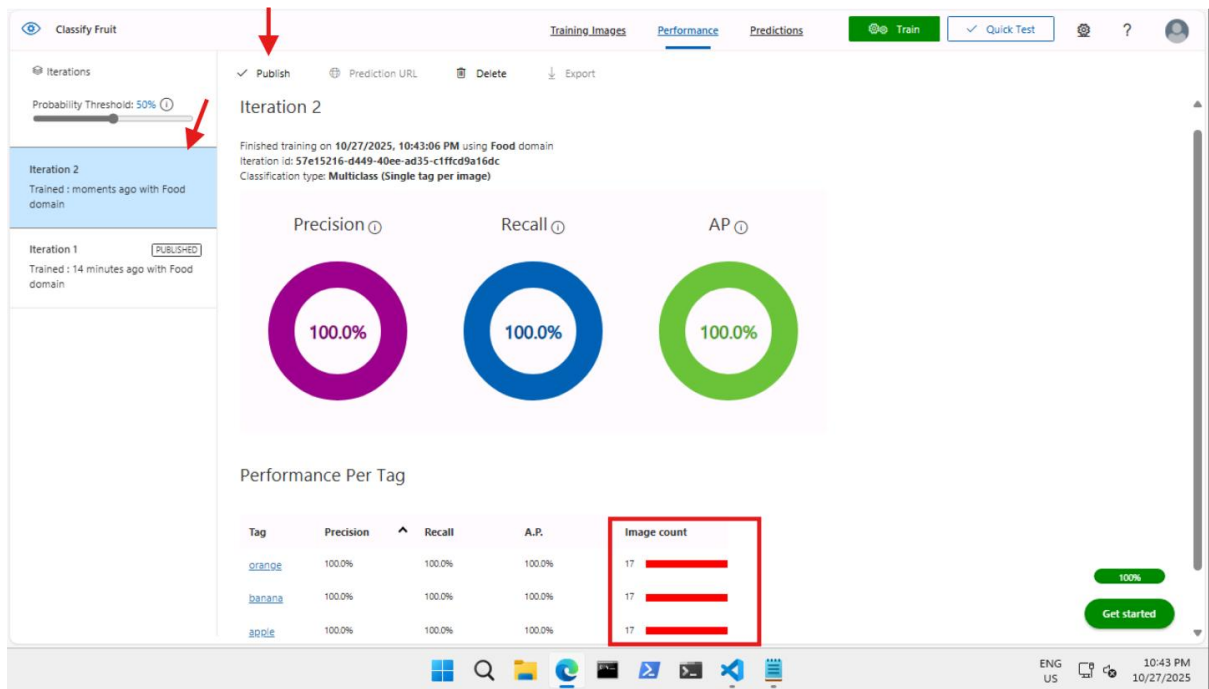 Classify Fruit
Training Images Performance Predictions Train Quick Test ?
Iterations
Probability Threshold: 50%
Iteration 2
Trained : moments ago with Food
domain
Iteration 1 PUBLISHED
Trained : 14 minutes ago with Food
domain
Publish Prediction URL Delete Export
Iteration 2
Finished training on 10/27/2025, 10:43:06 PM using Food domain
Iteration id: 57e15216-d449-40ee-ad35-c1ffcd9a16dc
Classification type: Multiclass (Single tag per image)
Precision Recall AP
100.0% 100.0% 100.0%
Performance Per Tag
Tag Precision Recall A.P. Image count
orange 100.0% 100.0% 100.0% 17
banana 100.0% 100.0% 100.0% 17
apple 100.0% 100.0% 100.0% 17
100%
Get started
ENG
US
10:43 PM
10/27/2025